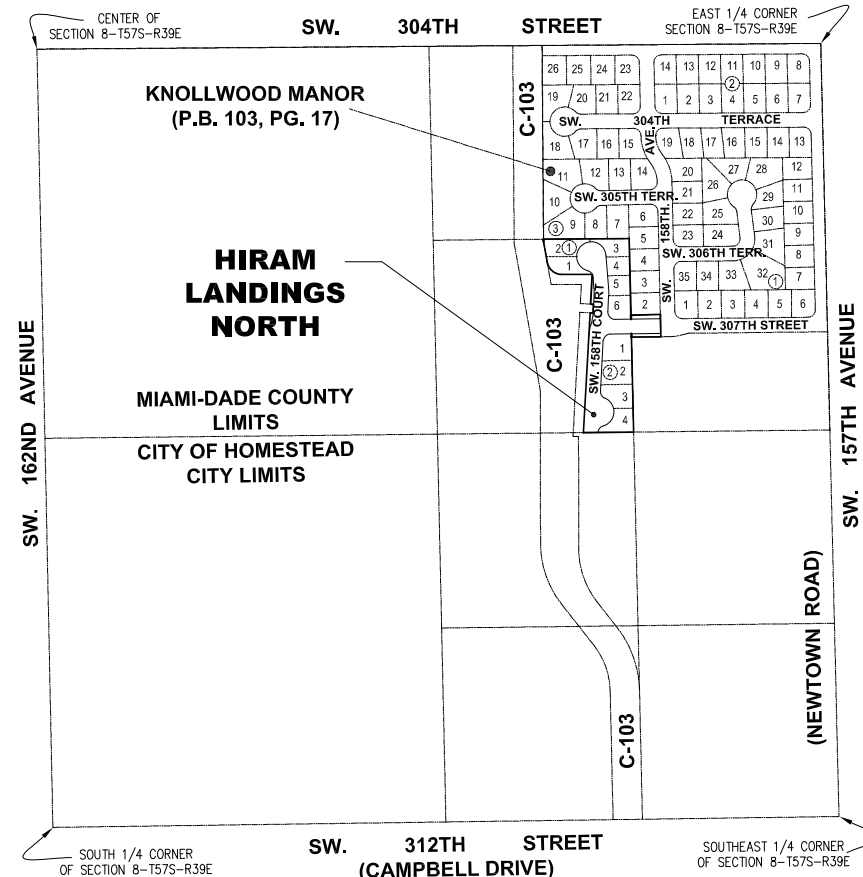 CENTER OF
SECTION 8-T57S-R39E
SW. 304TH STREET
EAST 1/4 CORNER
SECTION 8-T57S-R39E
KNOLLWOOD MANOR
(P.B. 103, PG. 17)
C-103
26 25 24 23
14 13 12 11 10 9 8
2
19 20 21 22
1 2 3 4 5 6 7
SW. 304TH TERRACE
AVE.
18 17 16 15
19 18 17 16 15 14 13
11 12 13 14
20 26 27 28 12
21 29 11
10
SW. 305TH TERR.
22 25 30 10
3 9 8 7 6
158TH.
23 24 31 9
5
2 1 3
SW. 306TH TERR.
8
1 4
4
35 34 33 32 1 7
5 3
SW.
6 2
1 2 3 4 5 6
SW. 307TH STREET
HIRAM
LANDINGS
NORTH
C-103
SW. 158TH COURT
1
2 2
3
4
MIAMI-DADE COUNTY
LIMITS
CITY OF HOMESTEAD
CITY LIMITS
SW. 162ND AVENUE
SW. 157TH AVENUE
(NEWTOWN ROAD)
C-103
SOUTH 1/4 CORNER
OF SECTION 8-T57S-R39E
SW. 312TH STREET
(CAMPBELL DRIVE)
SOUTHEAST 1/4 CORNER
OF SECTION 8-T57S-R39E